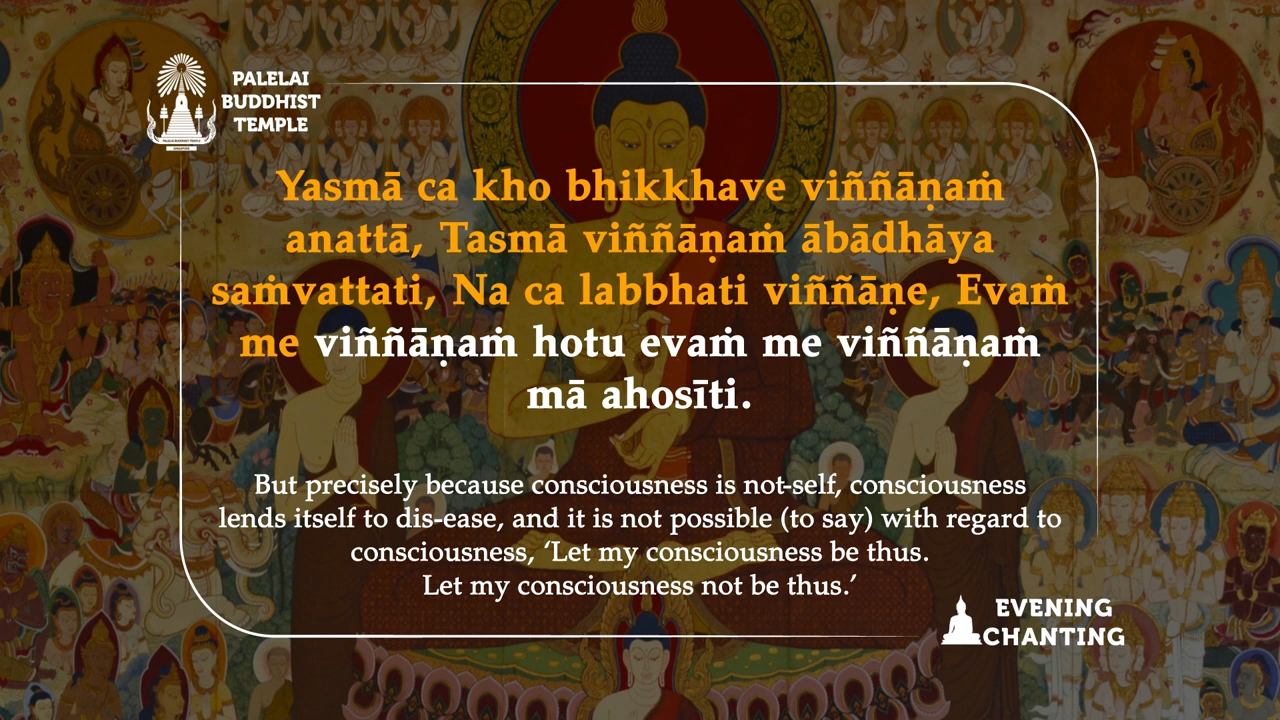 PALELAI
BUDDHIST
TEMPLE
Yasmā ca kho bhikkhave viññāṇaṁ
anattā, Tasmā viññāṇaṁ ābādhāya
saṁvattati, Na ca labbhati viññāṇe, Evaṁ
me viññāṇaṁ hotu evaṁ me viññāṇaṁ
mā ahosīti.
But precisely because consciousness is not-self, consciousness
lends itself to dis-ease, and it is not possible (to say) with regard to
consciousness, ‘Let my consciousness be thus.
Let my consciousness not be thus.’
EVENING
CHANTING